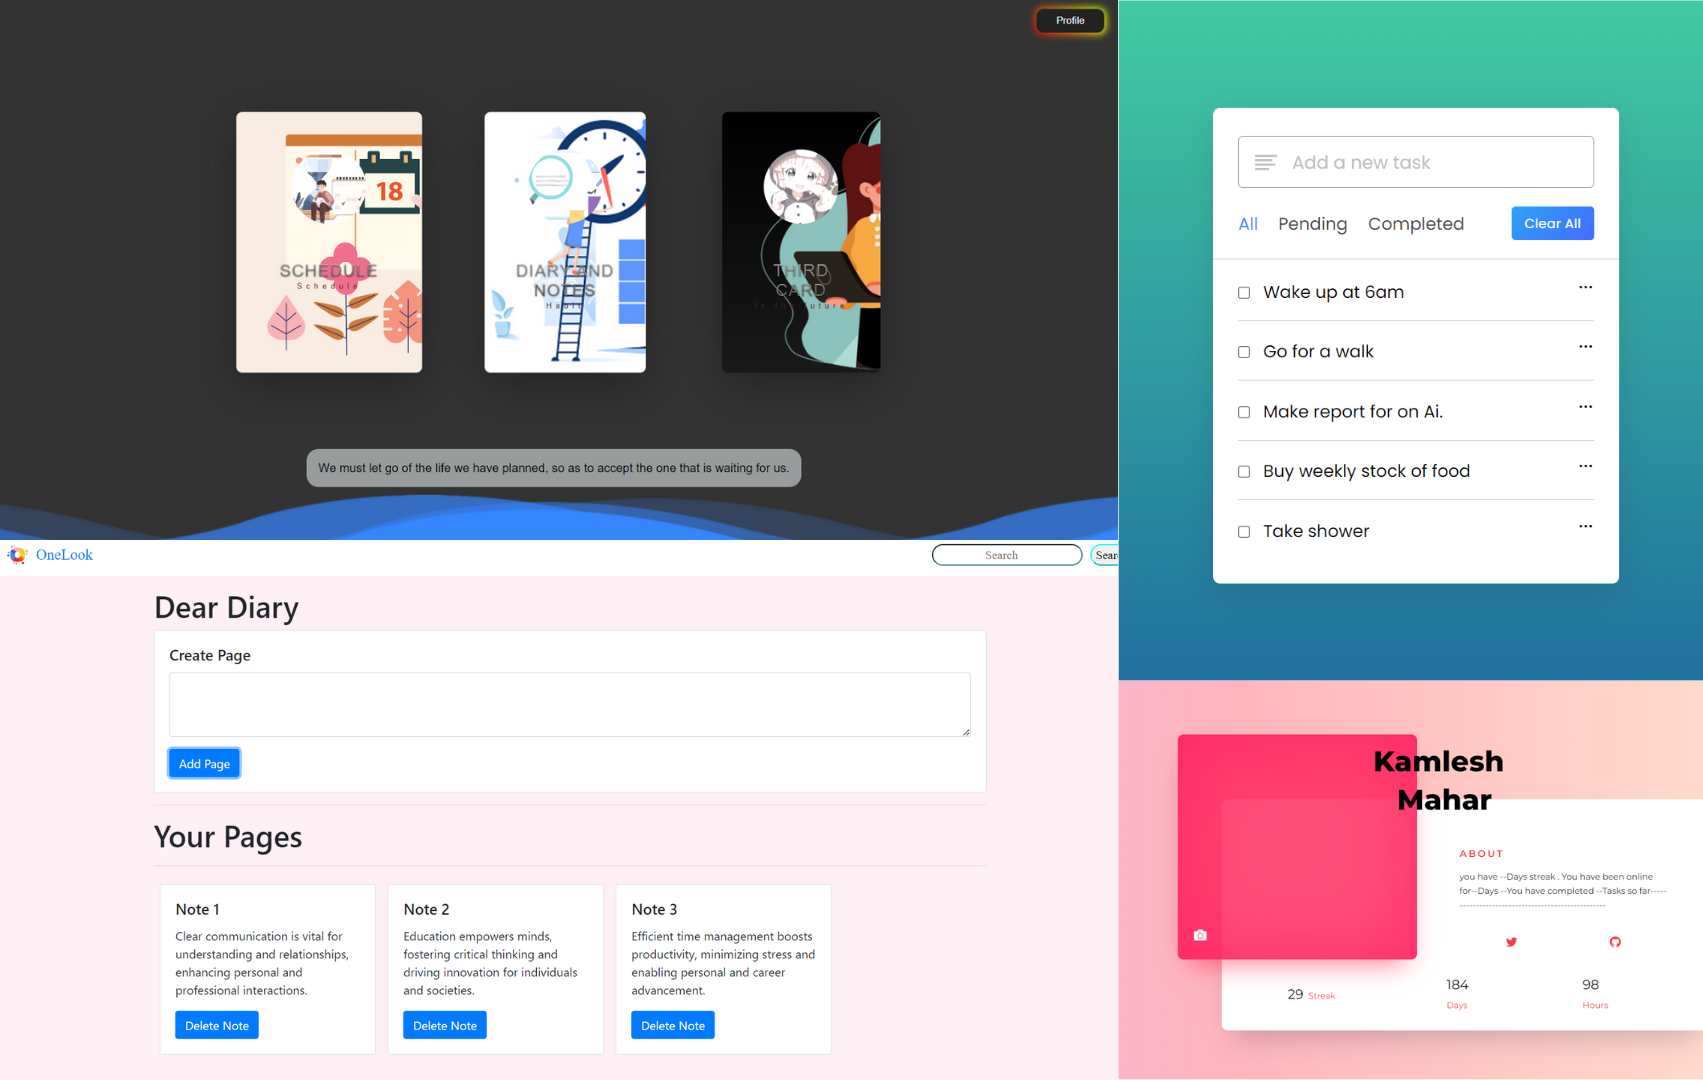 Profile
18
SCHEDULE
Schedule
DIARY AND
NOTES
Habit
THIRD
CARD
In the future
We must let go of the life we have planned, so as to accept the one that is waiting for us.
OneLook
Search
Sear
Dear Diary
Create Page
Add Page
Your Pages
Note 1
Clear communication is vital for
understanding and relationships,
enhancing personal and
professional interactions.
Delete Note
Note 2
Education empowers minds,
fostering critical thinking and
driving innovation for individuals
and societies.
Delete Note
Note 3
Efficient time management boosts
productivity, minimizing stress and
enabling personal and career
advancement.
Delete Note
Add a new task
All Pending Completed Clear All
Wake up at 6am
Go for a walk
Make report for on Ai.
Buy weekly stock of food
Take shower
Kamlesh
Mahar
ABOUT
you have --Days streak . You have been online
for--Days --You have completed --Tasks so far-----
---------------------------------------------
29 Streak
184
Days
98
Hours